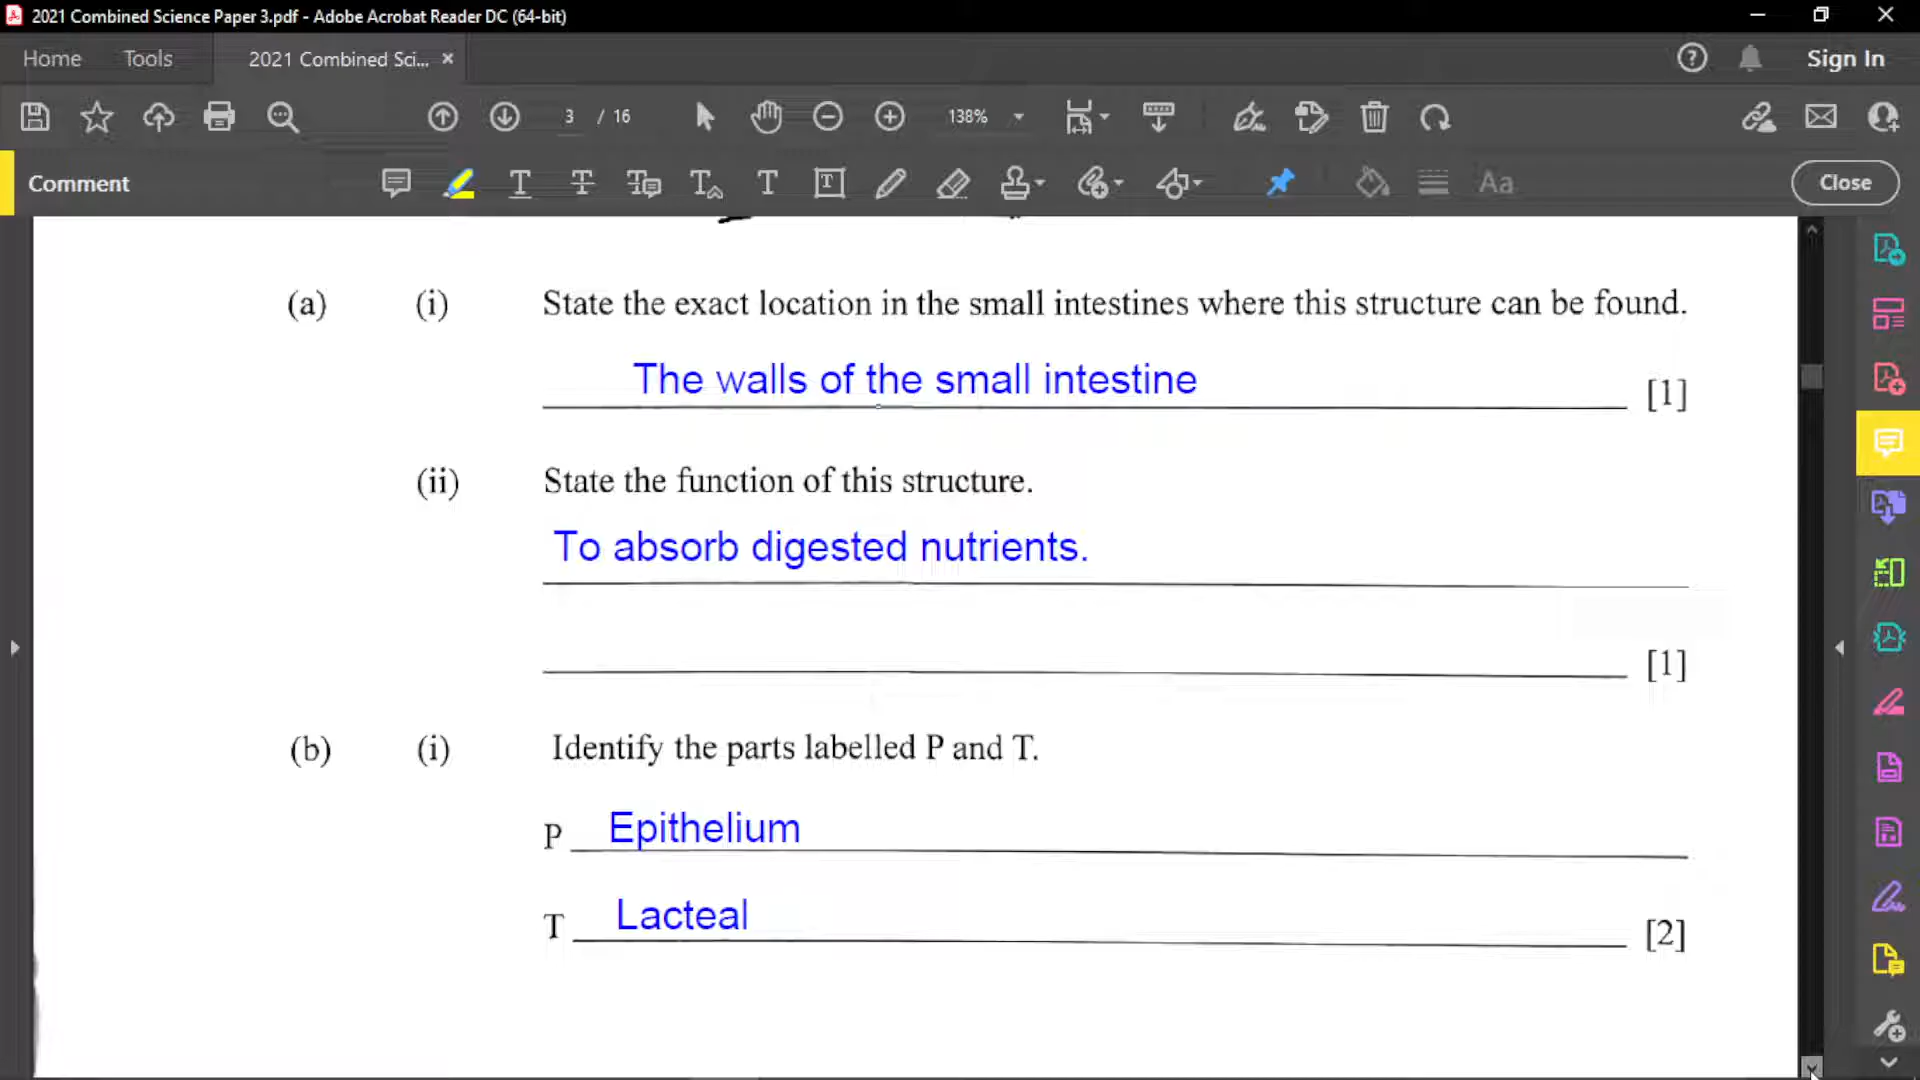 2021 Combined Science Paper 3.pdf - Adobe Acrobat Reader DC (64-bit)
Home Tools 2021 Combined Sci... × Sign In
3 / 16 138%
Comment Aa Close
(a) (i) State the exact location in the small intestines where this structure can be found.
The walls of the small intestine [1]
(ii) State the function of this structure.
To absorb digested nutrients.
[1]
(b) (i) Identify the parts labelled P and T.
P Epithelium
T Lacteal [2]